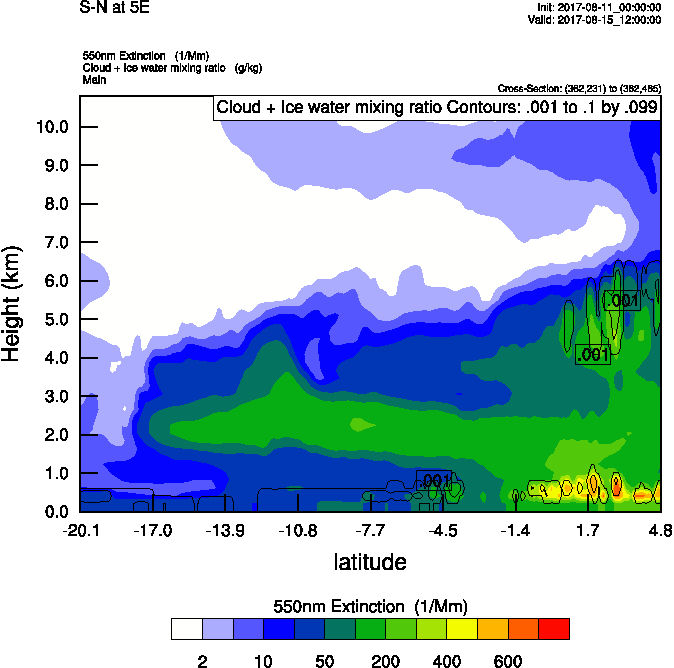 S-N at 5E
Init: 2017-08-11_00:00:00
Valid: 2017-08-15_12:00:00
550nm Extinction (1/Mm)
Cloud + Ice water mixing ratio (g/kg)
Main
Cross-Section: (362,231) to (362,485)
Cloud + Ice water mixing ratio Contours: .001 to .1 by .099
10.0
9.0
8.0
7.0
6.0
5.0
4.0
3.0
2.0
1.0
0.0
Height (km)
.001
.001
.001
-20.1 -17.0 -13.9 -10.8 -7.7 -4.5 -1.4 1.7 4.8
latitude
550nm Extinction (1/Mm)
2 10 50 200 400 600